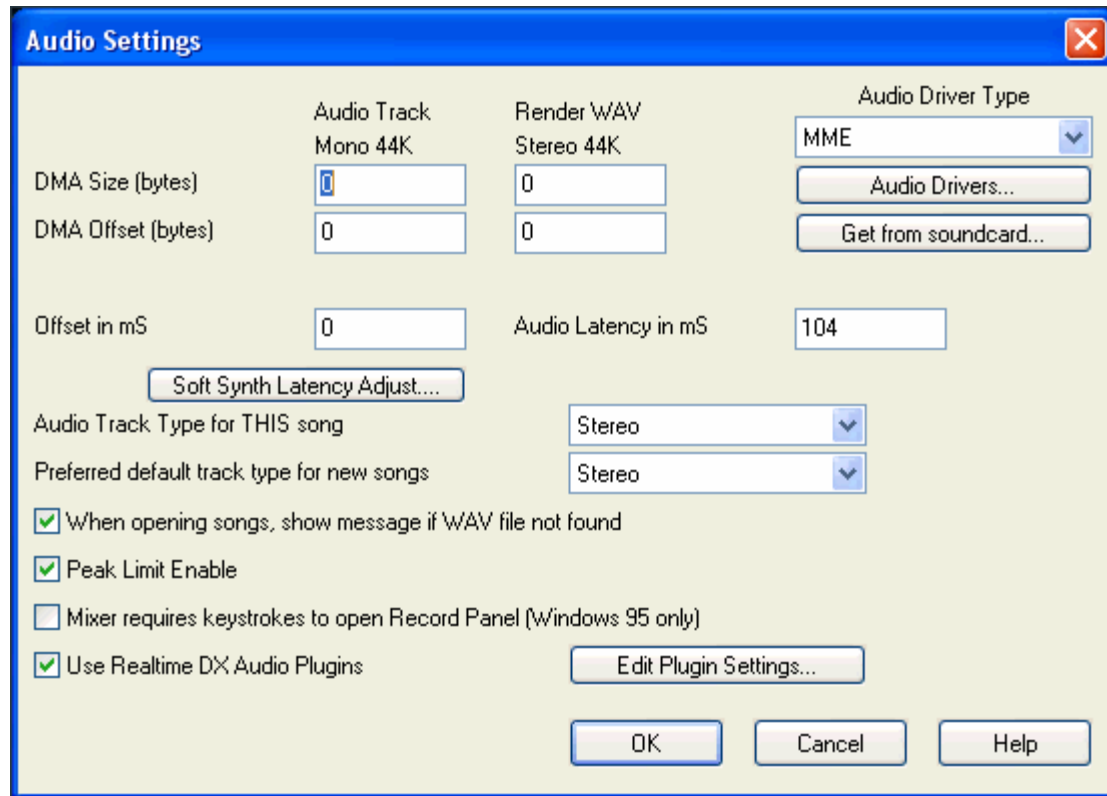 Audio Settings
Audio Track Render WAV Audio Driver Type
Mono 44K Stereo 44K MME
DMA Size (bytes) 0 0 Audio Drivers...
DMA Offset (bytes) 0 0 Get from soundcard...
Offset in mS 0 Audio Latency in mS 104
Soft Synth Latency Adjust....
Audio Track Type for THIS song Stereo
Preferred default track type for new songs Stereo
When opening songs, show message if WAV file not found
Peak Limit Enable
Mixer requires keystrokes to open Record Panel (Windows 95 only)
Use Realtime DX Audio Plugins Edit Plugin Settings...
OK Cancel Help